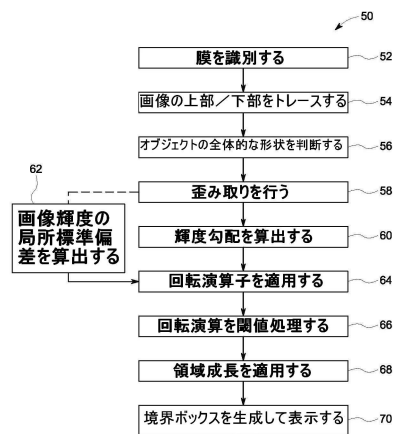 50
膜を識別する
52
画像の上部／下部をトレースする
54
オブジェクトの全体的な形状を判断する
56
62
歪み取りを行う
58
画像輝度の
局所標準偏
差を算出する
輝度勾配を算出する
60
回転演算子を適用する
64
回転演算を閾値処理する
66
領域成長を適用する
68
境界ボックスを生成して表示する
70